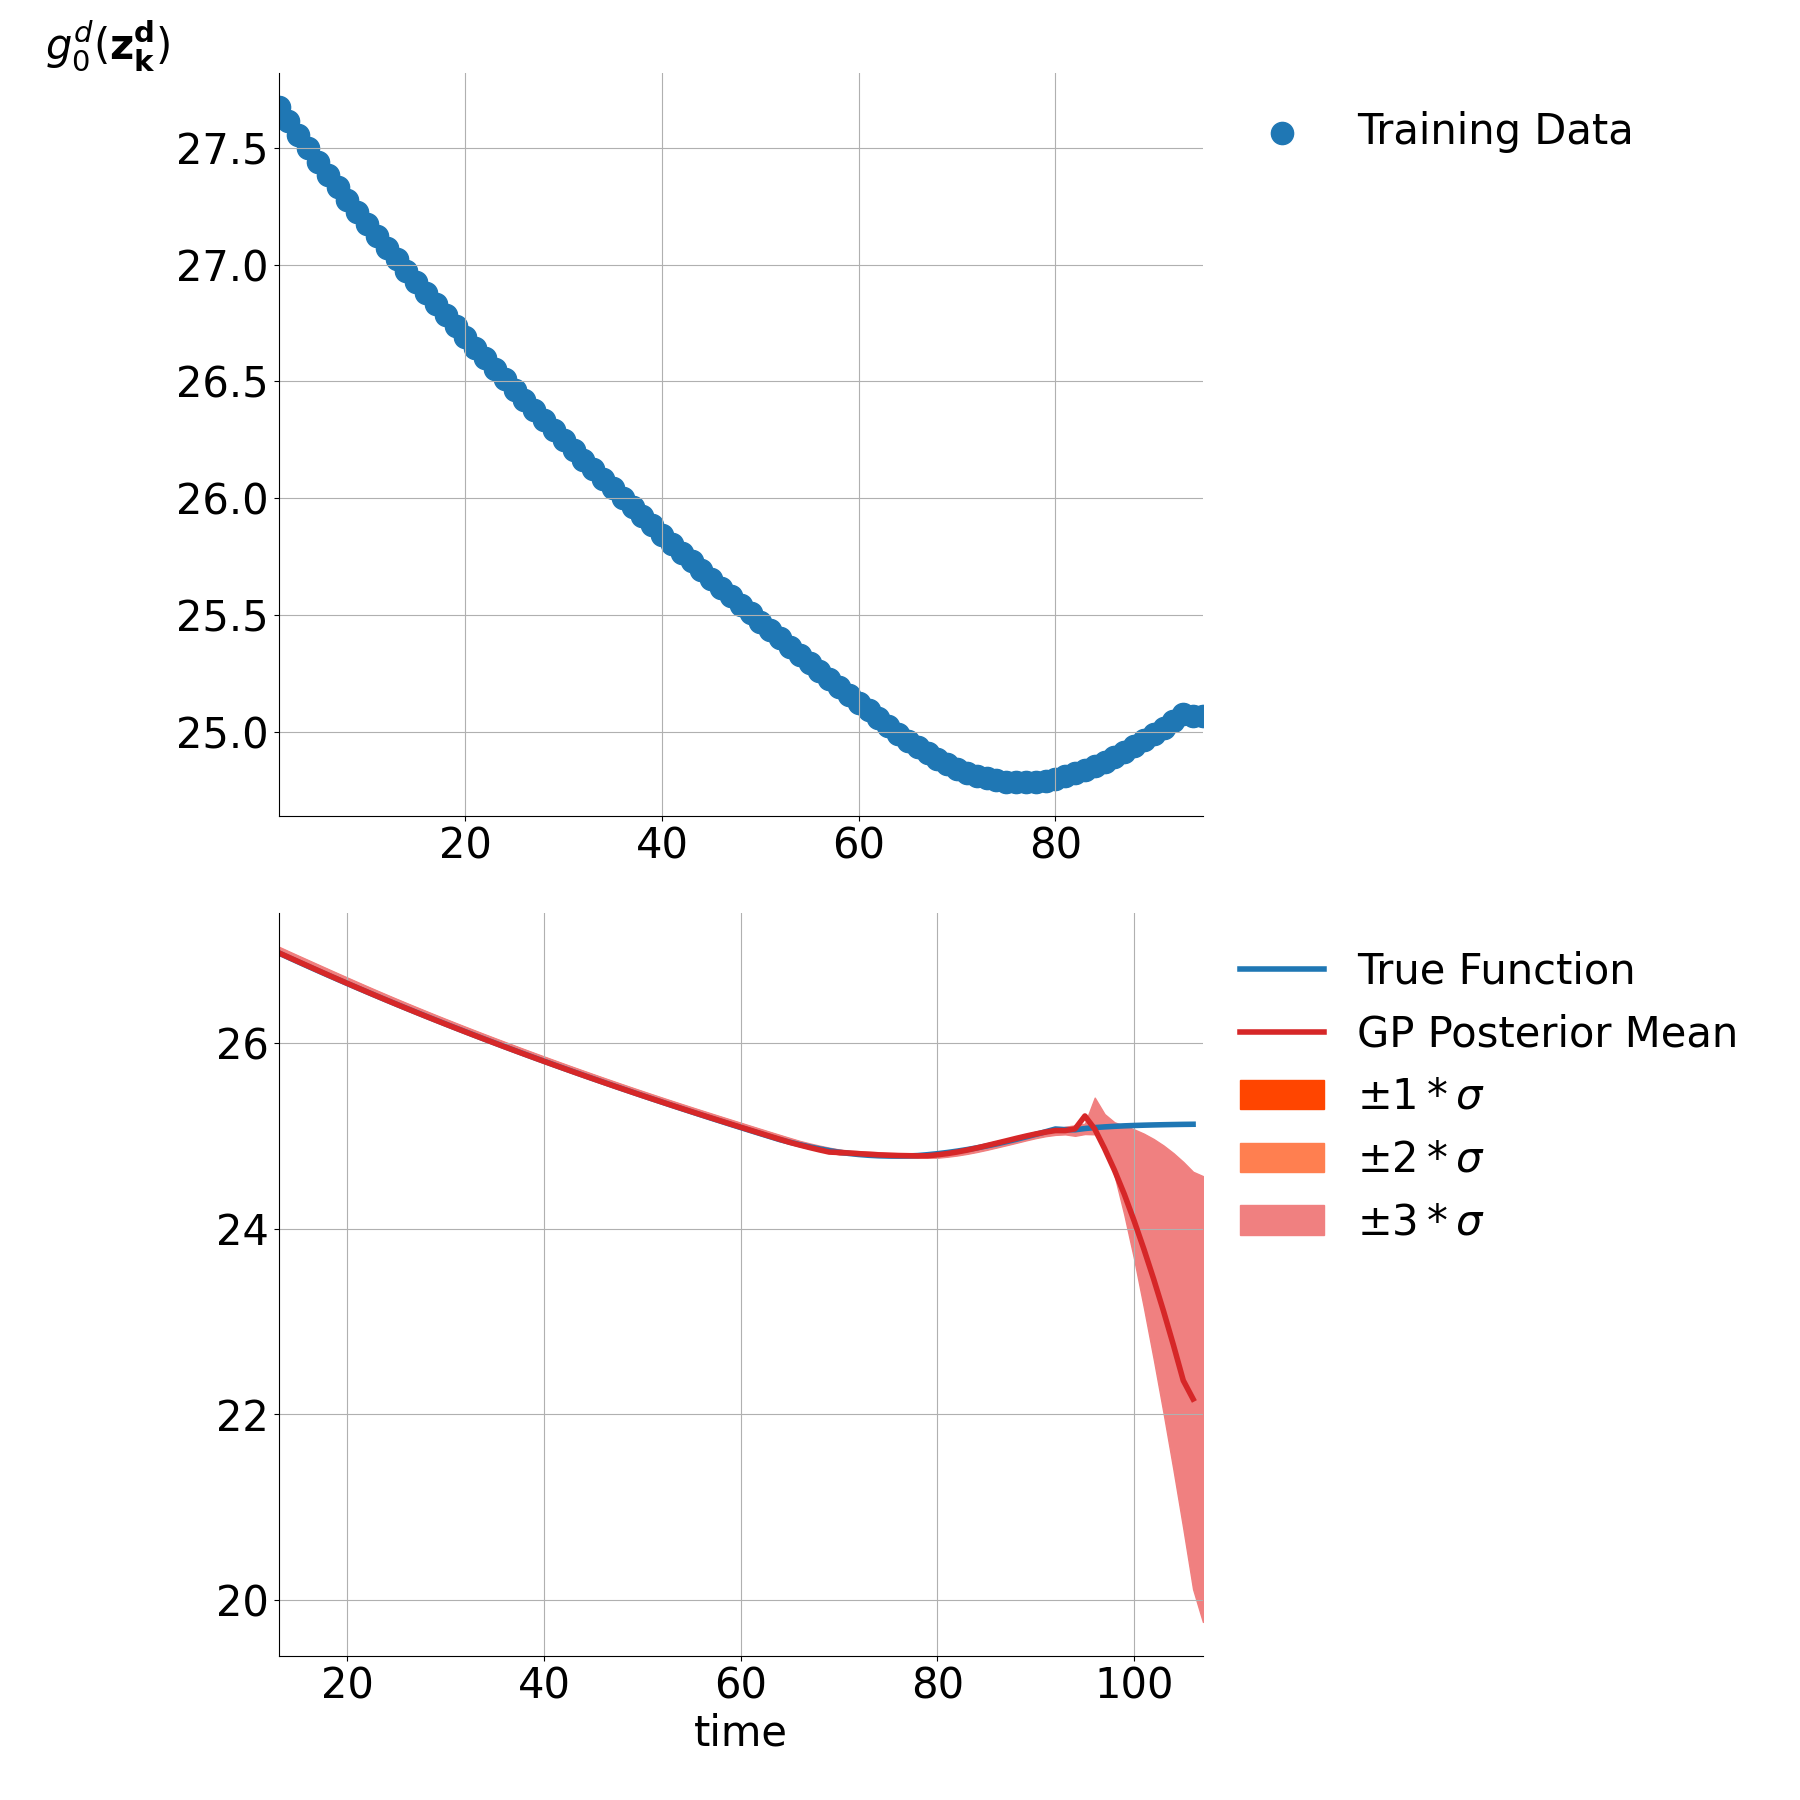 g₀ᵈ(𝐳ₖᵈ)
27.5
27.0
26.5
26.0
25.5
25.0
20 40 60 80
Training Data
26
24
22
20
20 40 60 80 100
time
True Function
GP Posterior Mean
±1 * σ
±2 * σ
±3 * σ